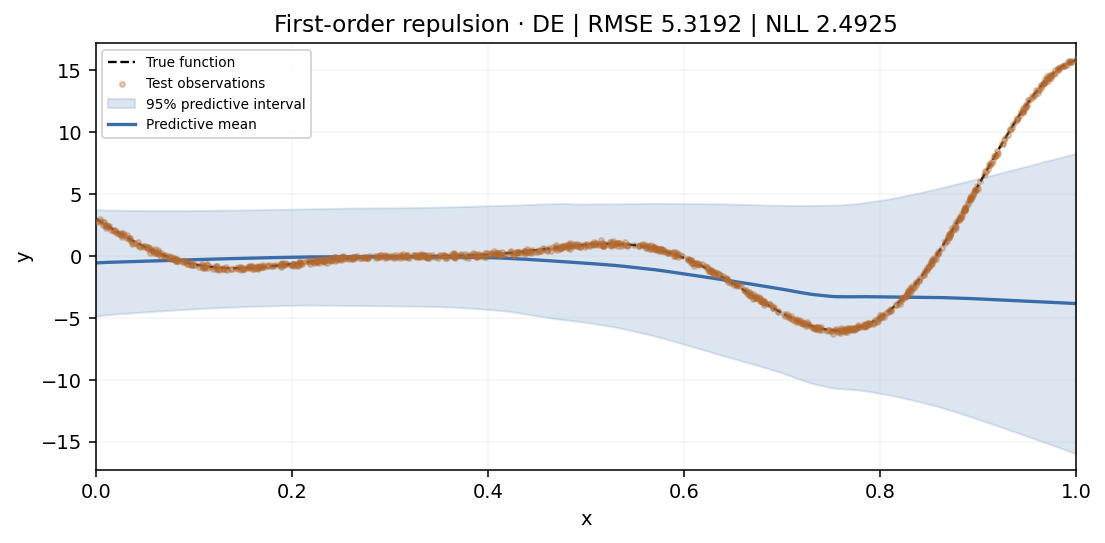 First-order repulsion · DE | RMSE 5.3192 | NLL 2.4925
True function
Test observations
95% predictive interval
Predictive mean
y
15
10
5
0
−5
−10
−15
0.0 0.2 0.4 0.6 0.8 1.0
x